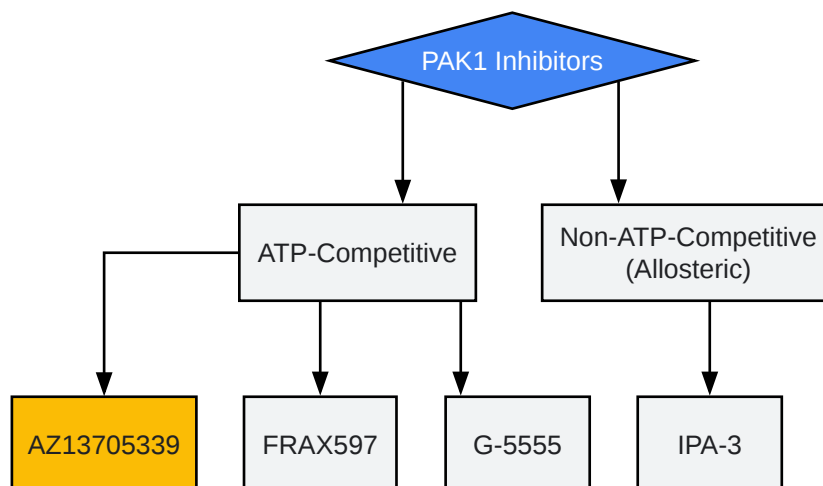 PAK1 Inhibitors
ATP-Competitive
Non-ATP-Competitive
(Allosteric)
AZ13705339
FRAX597
G-5555
IPA-3